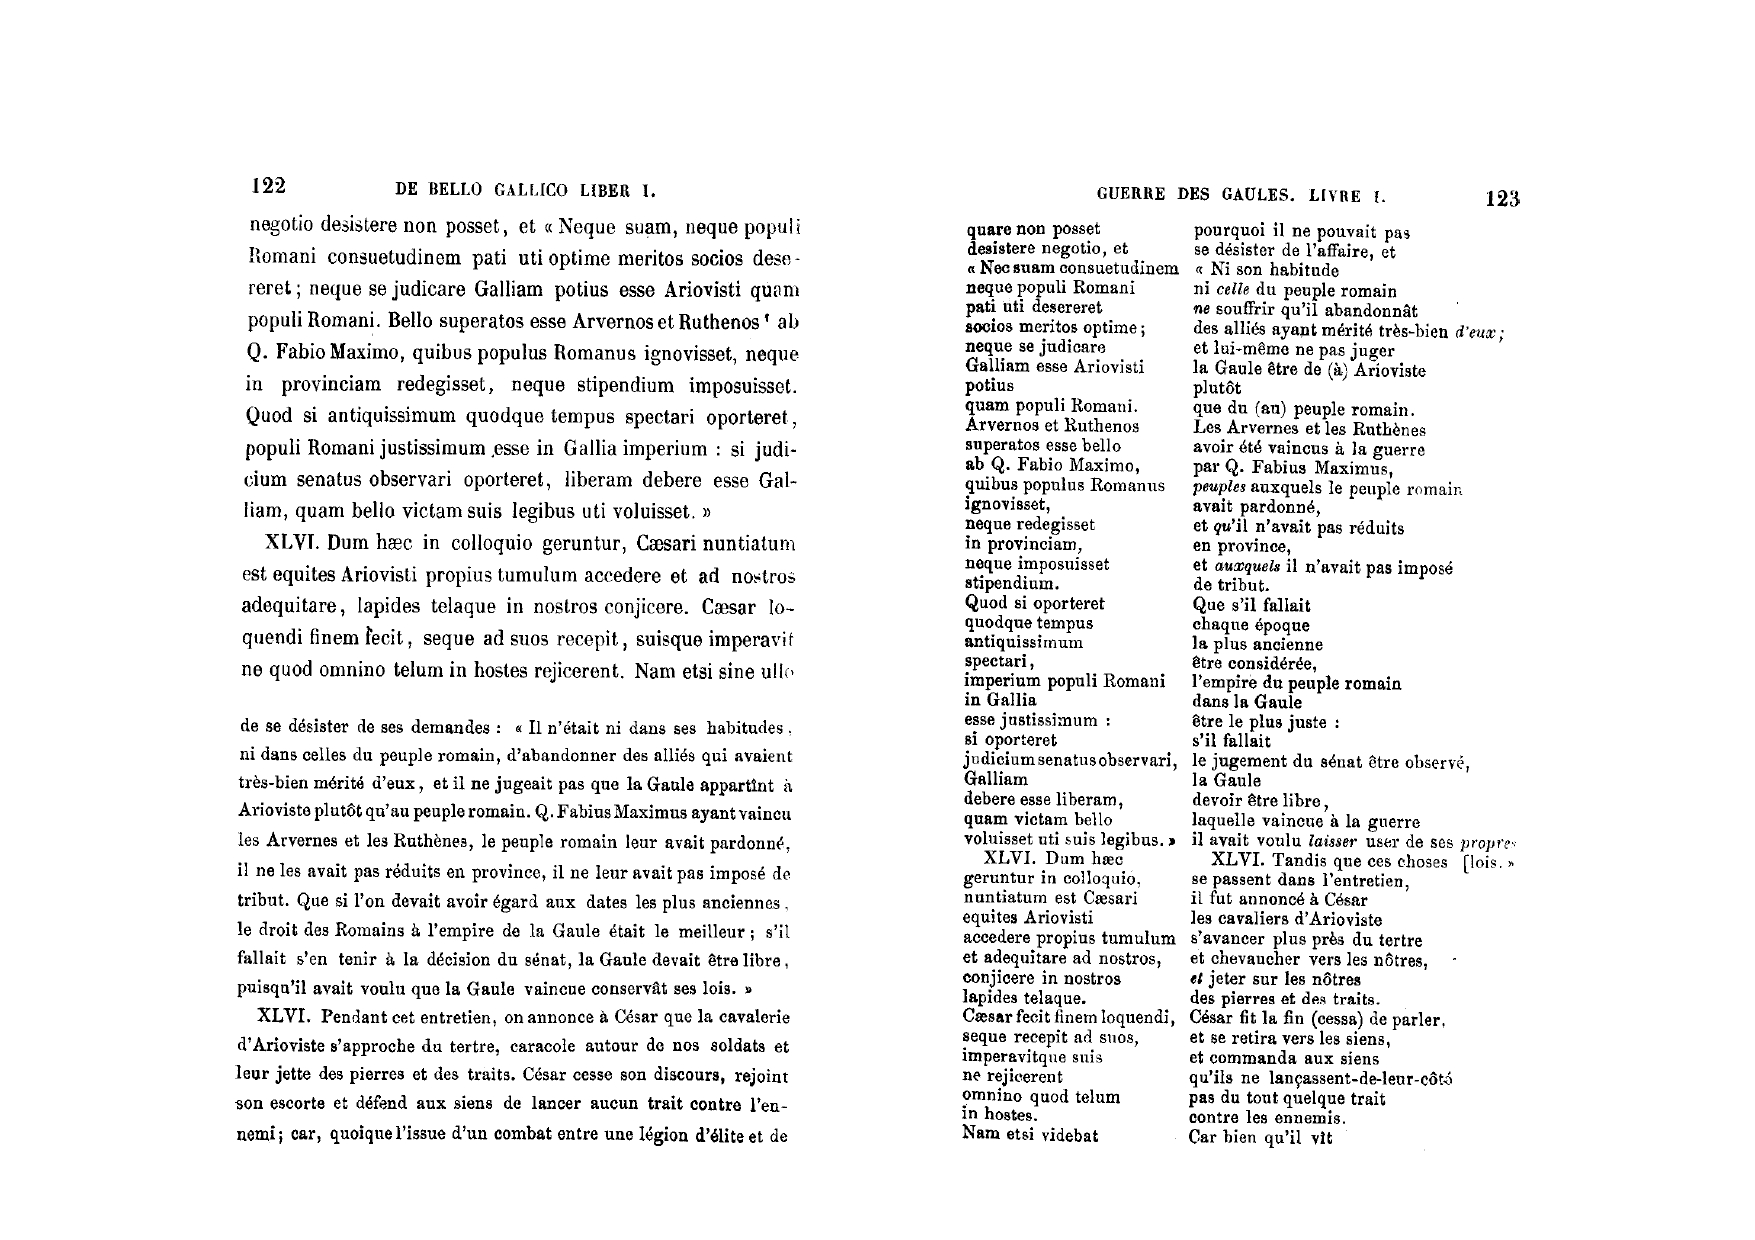 122 DE BELLO GALLICO LIBER I.
negotio desistere non posset, et « Neque suam, neque populi
Romani consuetudinem pati uti optime meritos socios dese-
reret ; neque se judicare Galliam potius esse Ariovisti quam
populi Romani. Bello superatos esse Arvernos et Ruthenos¹ ab
Q. Fabio Maximo, quibus populus Romanus ignovisset, neque
in provinciam redegisset, neque stipendium imposuisset.
Quod si antiquissimum quodque tempus spectari oporteret,
populi Romani justissimum esse in Gallia imperium : si judi-
cium senatus observari oporteret, liberam debere esse Gal-
liam, quam bello victam suis legibus uti voluisset. »
XLVI. Dum hæc in colloquio geruntur, Cæsari nuntiatum
est equites Ariovisti propius tumulum accedere et ad nostros
adequitare, lapides telaque in nostros conjicere. Cæsar lo-
quendi finem fecit, seque ad suos recepit, suisque imperavit
ne quod omnino telum in hostes rejicerent. Nam etsi sine ullo
de se désister de ses demandes : « Il n'était ni dans ses habitudes,
ni dans celles du peuple romain, d'abandonner des alliés qui avaient
très-bien mérité d'eux, et il ne jugeait pas que la Gaule appartînt à
Arioviste plutôt qu'au peuple romain. Q. Fabius Maximus ayant vaincu
les Arvernes et les Ruthènes, le peuple romain leur avait pardonné,
il ne les avait pas réduits en province, il ne leur avait pas imposé de
tribut. Que si l'on devait avoir égard aux dates les plus anciennes,
le droit des Romains à l'empire de la Gaule était le meilleur ; s'il
fallait s'en tenir à la décision du sénat, la Gaule devait être libre,
puisqu'il avait voulu que la Gaule vaincue conservât ses lois. »
XLVI. Pendant cet entretien, on annonce à César que la cavalerie
d'Arioviste s'approche du tertre, caracole autour de nos soldats et
leur jette des pierres et des traits. César cesse son discours, rejoint
son escorte et défend aux siens de lancer aucun trait contre l'en-
nemi ; car, quoique l'issue d'un combat entre une légion d'élite et de
GUERRE DES GAULES. LIVRE I. 123
quare non posset
desistere negotio, et
« Nec suam consuetudinem
neque populi Romani
pati uti desereret
socios meritos optime ;
neque se judicare
Galliam esse Ariovisti
potius
quam populi Romani.
Arvernos et Ruthenos
superatos esse bello
ab Q. Fabio Maximo,
quibus populus Romanus
ignovisset,
neque redegisset
in provinciam,
neque imposuisset
stipendium.
Quod si oporteret
quodque tempus
antiquissimum
spectari,
imperium populi Romani
in Gallia
esse justissimum :
si oporteret
judicium senatus observari,
Galliam
debere esse liberam,
quam victam bello
voluisset uti suis legibus. »
XLVI. Dum hæc
geruntur in colloquio,
nuntiatum est Cæsari
equites Ariovisti
accedere propius tumulum
et adequitare ad nostros,
conjicere in nostros
lapides telaque.
Cæsar fecit finem loquendi,
seque recepit ad suos,
imperavitque suis
ne rejicerent
omnino quod telum
in hostes.
Nam etsi videbat
pourquoi il ne pouvait pas
se désister de l'affaire, et
« Ni son habitude
ni celle du peuple romain
ne souffrir qu'il abandonnât
des alliés ayant mérité très-bien d'eux ;
et lui-même ne pas juger
la Gaule être de (à) Arioviste
plutôt
que du (au) peuple romain.
Les Arvernes et les Ruthènes
avoir été vaincus à la guerre
par Q. Fabius Maximus,
peuples auxquels le peuple romain
avait pardonné,
et qu'il n'avait pas réduits
en province,
et auxquels il n'avait pas imposé
de tribut.
Que s'il fallait
chaque époque
la plus ancienne
être considérée,
l'empire du peuple romain
dans la Gaule
être le plus juste :
s'il fallait
le jugement du sénat être observé,
la Gaule
devoir être libre,
laquelle vaincue à la guerre
il avait voulu laisser user de ses propres
XLVI. Tandis que ces choses [lois. »
se passent dans l'entretien,
il fut annoncé à César
les cavaliers d'Arioviste
s'avancer plus près du tertre
et chevaucher vers les nôtres,
et jeter sur les nôtres
des pierres et des traits.
César fit la fin (cessa) de parler,
et se retira vers les siens,
et commanda aux siens
qu'ils ne lançassent-de-leur-côté
pas du tout quelque trait
contre les ennemis.
Car bien qu'il vît